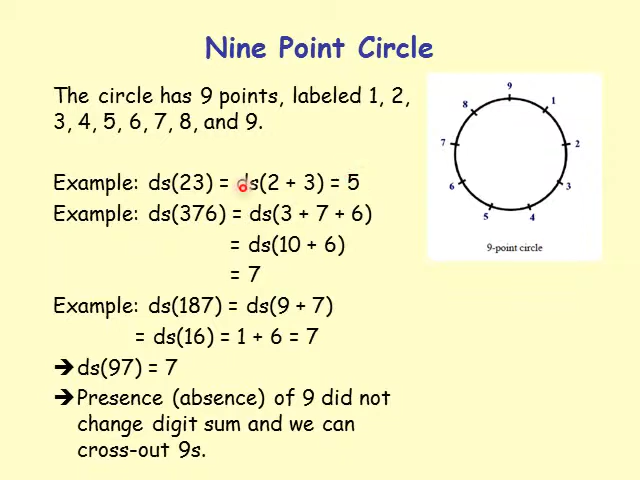 Nine Point Circle
The circle has 9 points, labeled 1, 2,
3, 4, 5, 6, 7, 8, and 9.
Example: ds(23) = ds(2 + 3) = 5
Example: ds(376) = ds(3 + 7 + 6)
= ds(10 + 6)
= 7
Example: ds(187) = ds(9 + 7)
= ds(16) = 1 + 6 = 7
➔ ds(97) = 7
➔ Presence (absence) of 9 did not
change digit sum and we can
cross-out 9s.
9
8 1
7 2
6 3
5 4
9-point circle